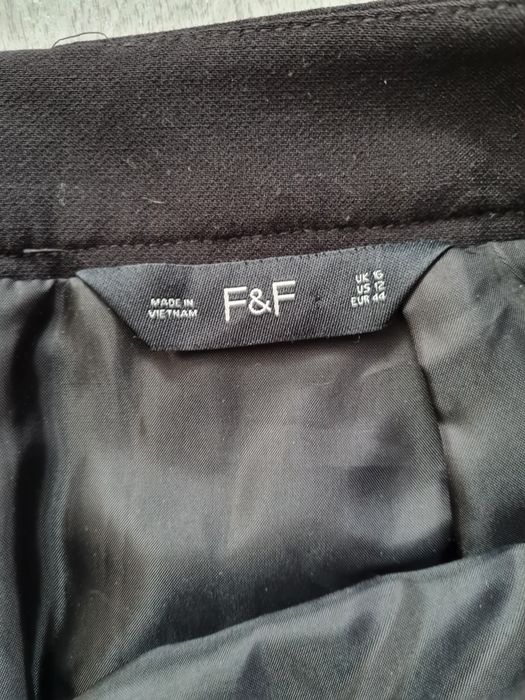 MADE IN
VIETNAM
F&F
UK 16
US 12
EUR 44